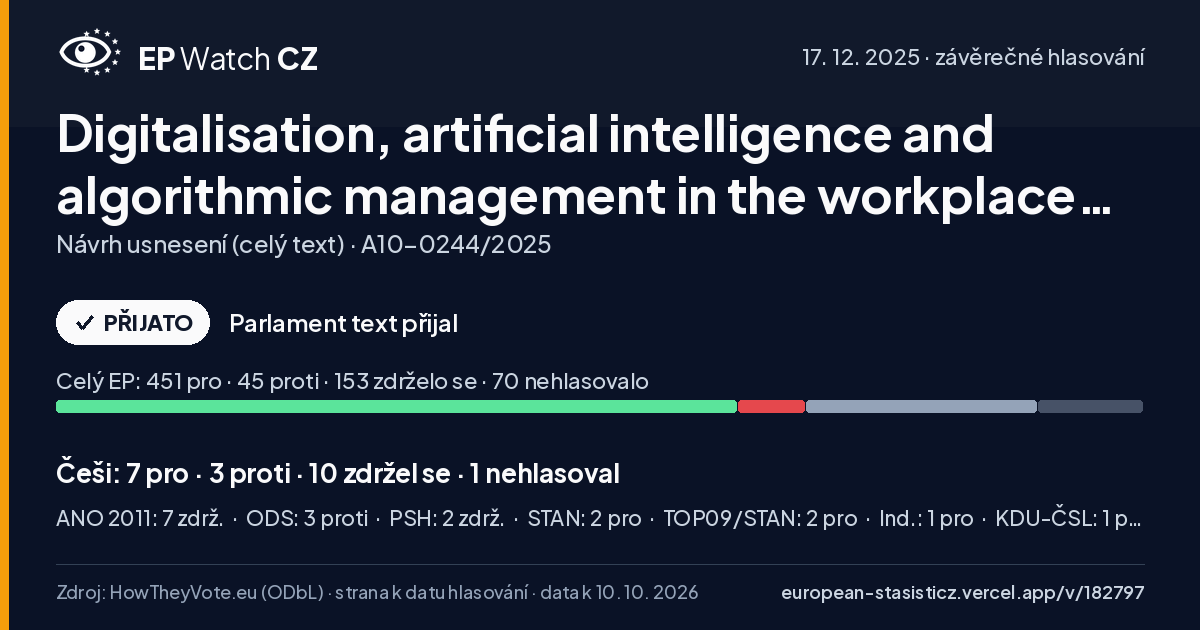 EP Watch CZ
17. 12. 2025 · závěrečné hlasování
Digitalisation, artificial intelligence and
algorithmic management in the workplace…
Návrh usnesení (celý text) · A10-0244/2025
✓ PŘIJATO
Parlament text přijal
Celý EP: 451 pro · 45 proti · 153 zdrželo se · 70 nehlasovalo
Češi: 7 pro · 3 proti · 10 zdržel se · 1 nehlasoval
ANO 2011: 7 zdrž. · ODS: 3 proti · PSH: 2 zdrž. · STAN: 2 pro · TOP09/STAN: 2 pro · Ind.: 1 pro · KDU-ČSL: 1 p…
Zdroj: HowTheyVote.eu (ODbL) · strana k datu hlasování · data k 10. 10. 2026
european-stasisticz.vercel.app/v/182797